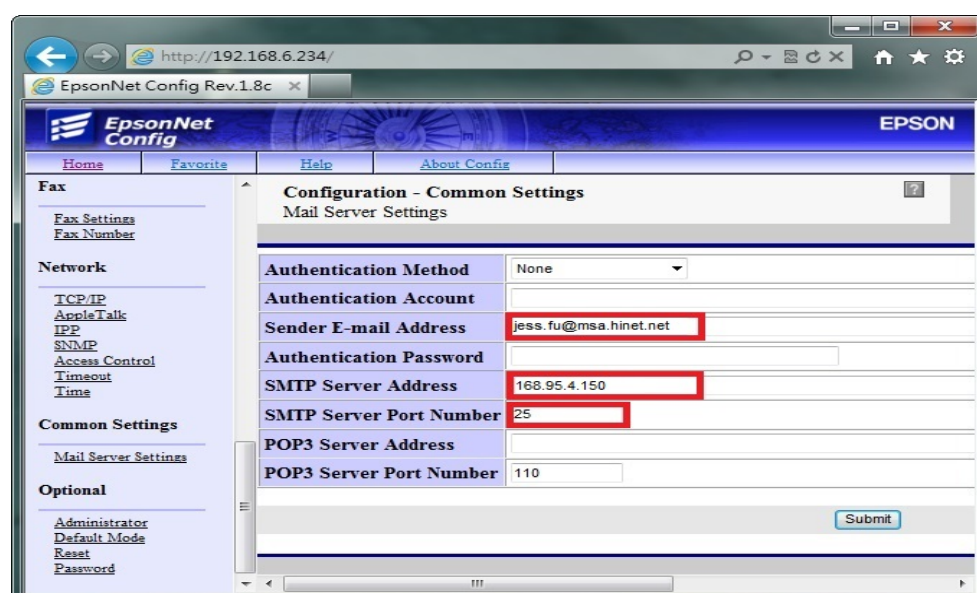 http://192.168.6.234/
EpsonNet Config Rev.1.8c
EpsonNet
Config
EPSON
Home Favorite Help About Config
Fax
Fax Settings
Fax Number
Network
TCP/IP
AppleTalk
IPP
SNMP
Access Control
Timeout
Time
Common Settings
Mail Server Settings
Optional
Administrator
Default Mode
Reset
Password
Configuration - Common Settings
Mail Server Settings
?
Authentication Method None
Authentication Account
Sender E-mail Address jess.fu@msa.hinet.net
Authentication Password
SMTP Server Address 168.95.4.150
SMTP Server Port Number 25
POP3 Server Address
POP3 Server Port Number 110
Submit